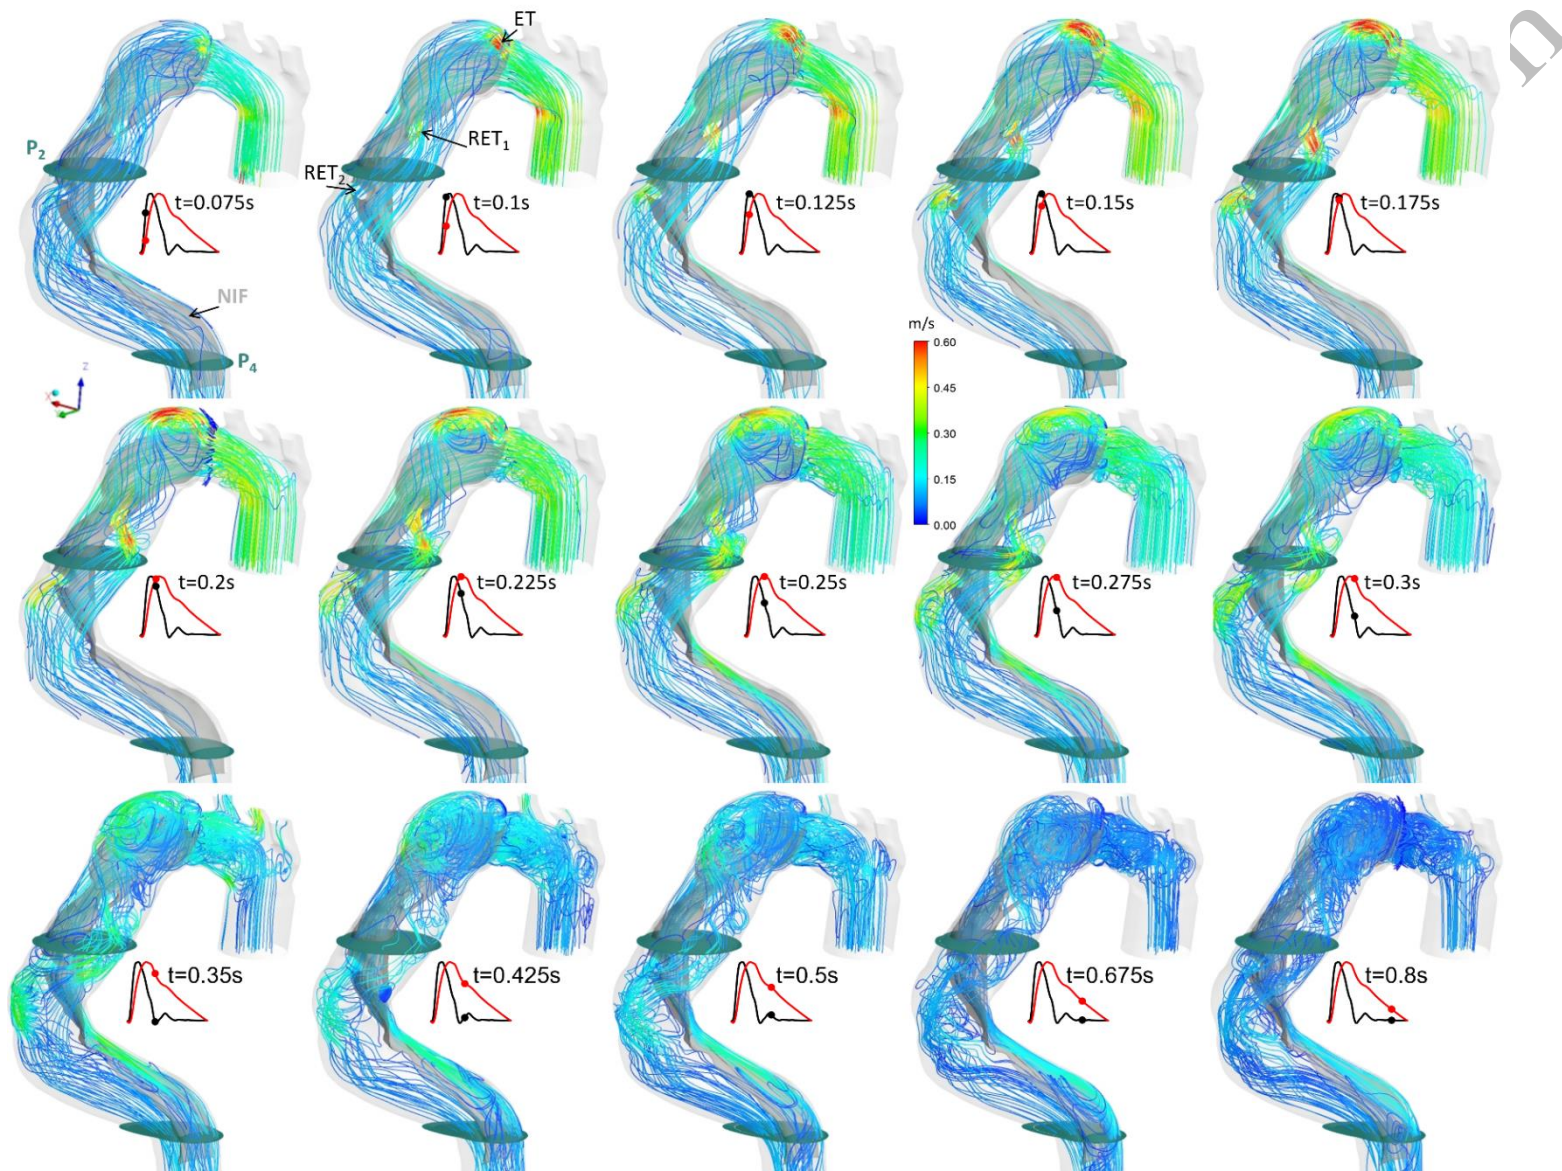 n
ET
P₂
RET₁
RET₂
t=0.075s
t=0.1s
t=0.125s
t=0.15s
t=0.175s
NIF
P₄
m/s
0.60
0.45
0.30
0.15
0.00
z
x
t=0.2s
t=0.225s
t=0.25s
t=0.275s
t=0.3s
t=0.35s
t=0.425s
t=0.5s
t=0.675s
t=0.8s